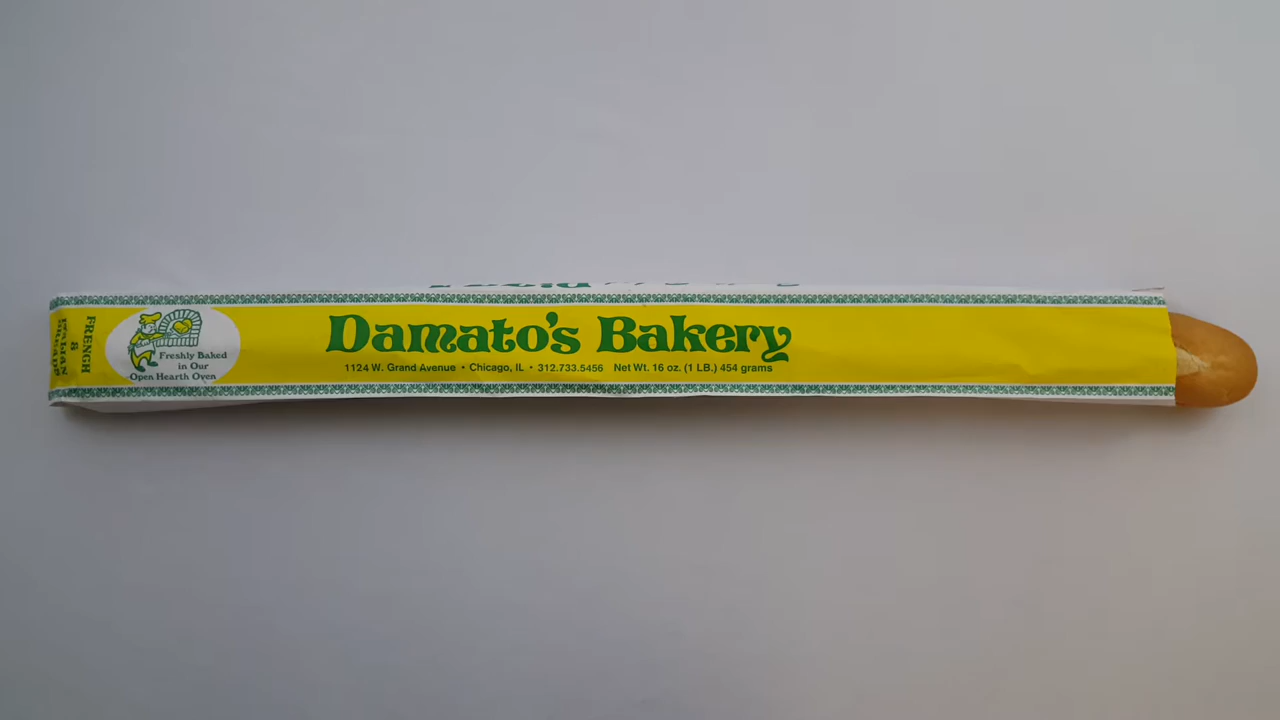 FRENCH
&
ITALIAN
Freshly Baked
in Our
Open Hearth Oven
Damato's Bakery
1124 W. Grand Avenue • Chicago, IL • 312.733.5456 Net Wt. 16 oz. (1 LB.) 454 grams